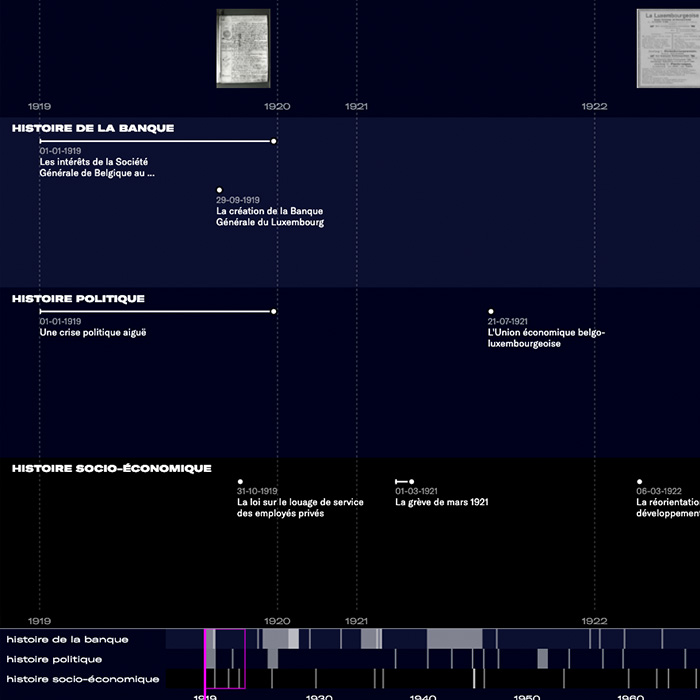 La Luxembourgeoise
1919 1920 1921 1922
HISTOIRE DE LA BANQUE
01-01-1919
Les intérêts de la Société
Générale de Belgique au ...
29-09-1919
La création de la Banque
Générale du Luxembourg
HISTOIRE POLITIQUE
01-01-1919
Une crise politique aiguë
21-07-1921
L'Union économique belgo-
luxembourgeoise
HISTOIRE SOCIO-ÉCONOMIQUE
31-10-1919
La loi sur le louage de service
des employés privés
01-03-1921
La grève de mars 1921
06-03-1922
La réorientatio
développement
1919 1920 1921 1922
histoire de la banque
histoire politique
histoire socio-économique
1919 1930 1940 1950 1960